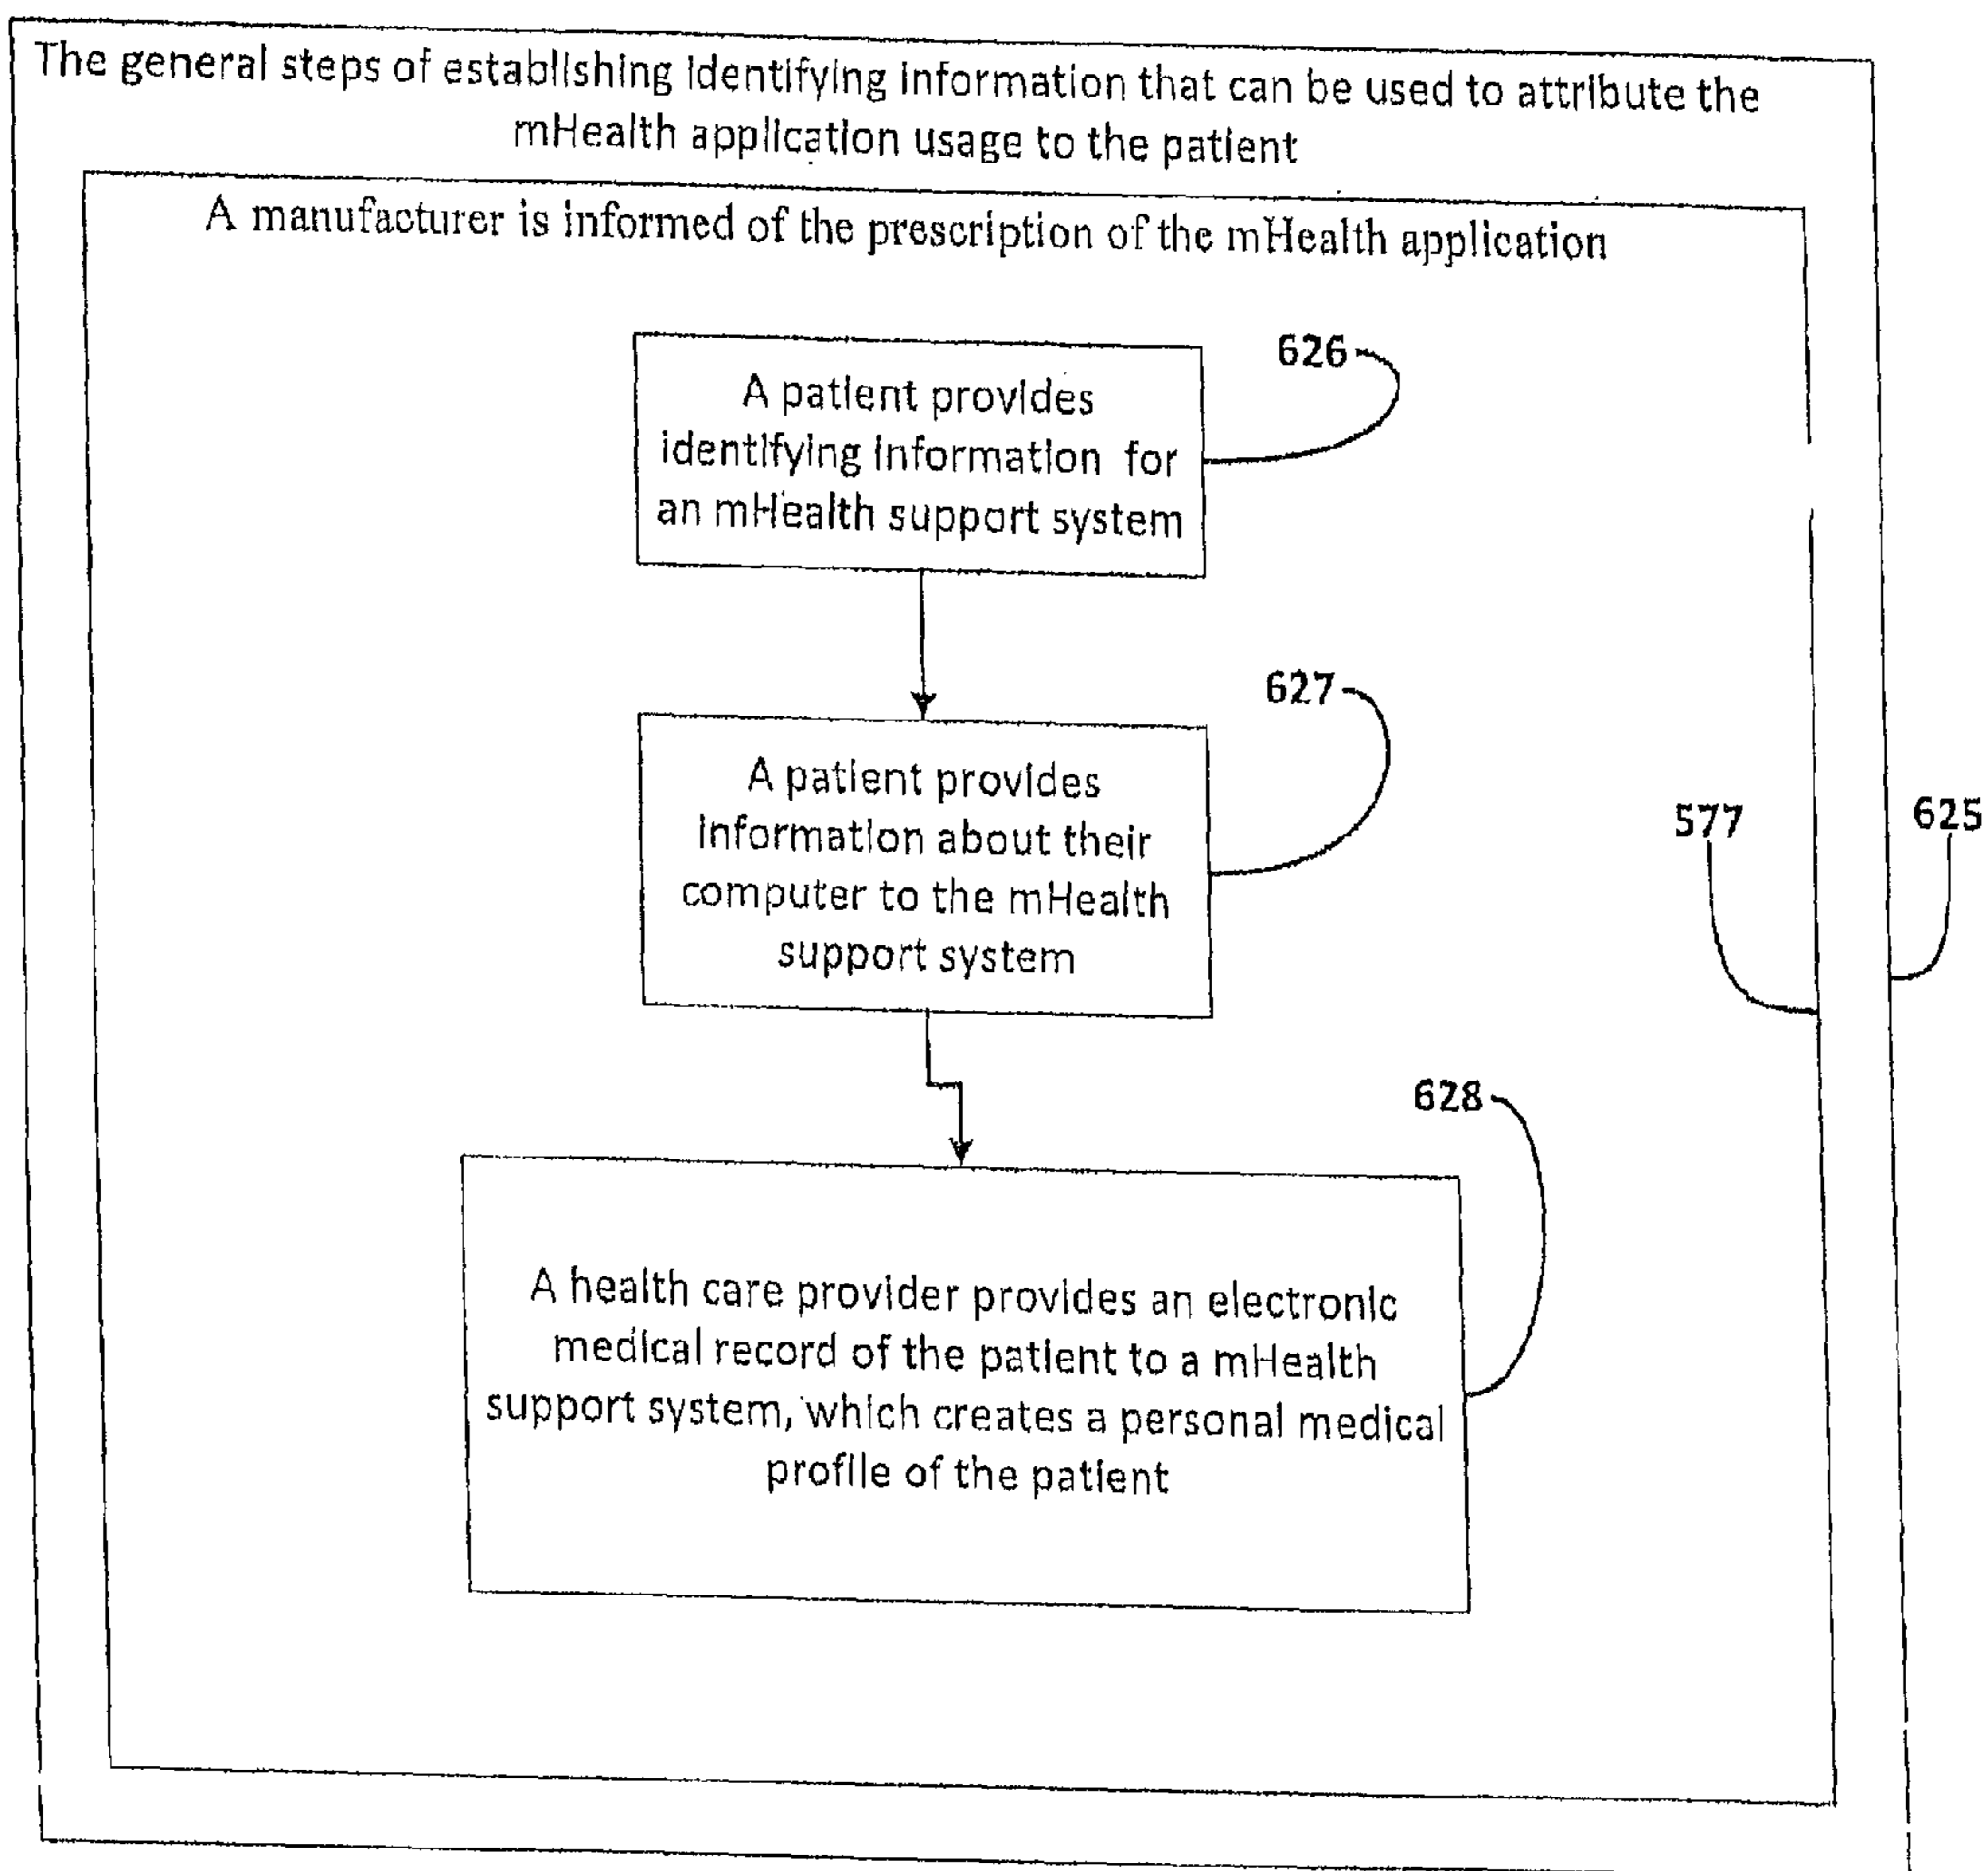 The general steps of establishing identifying information that can be used to attribute the
mHealth application usage to the patient
A manufacturer is informed of the prescription of the mHealth application
626
A patient provides
identifying information for
an mHealth support system
627
A patient provides
information about their
computer to the mHealth
support system
577
625
628
A health care provider provides an electronic
medical record of the patient to a mHealth
support system, which creates a personal medical
profile of the patient